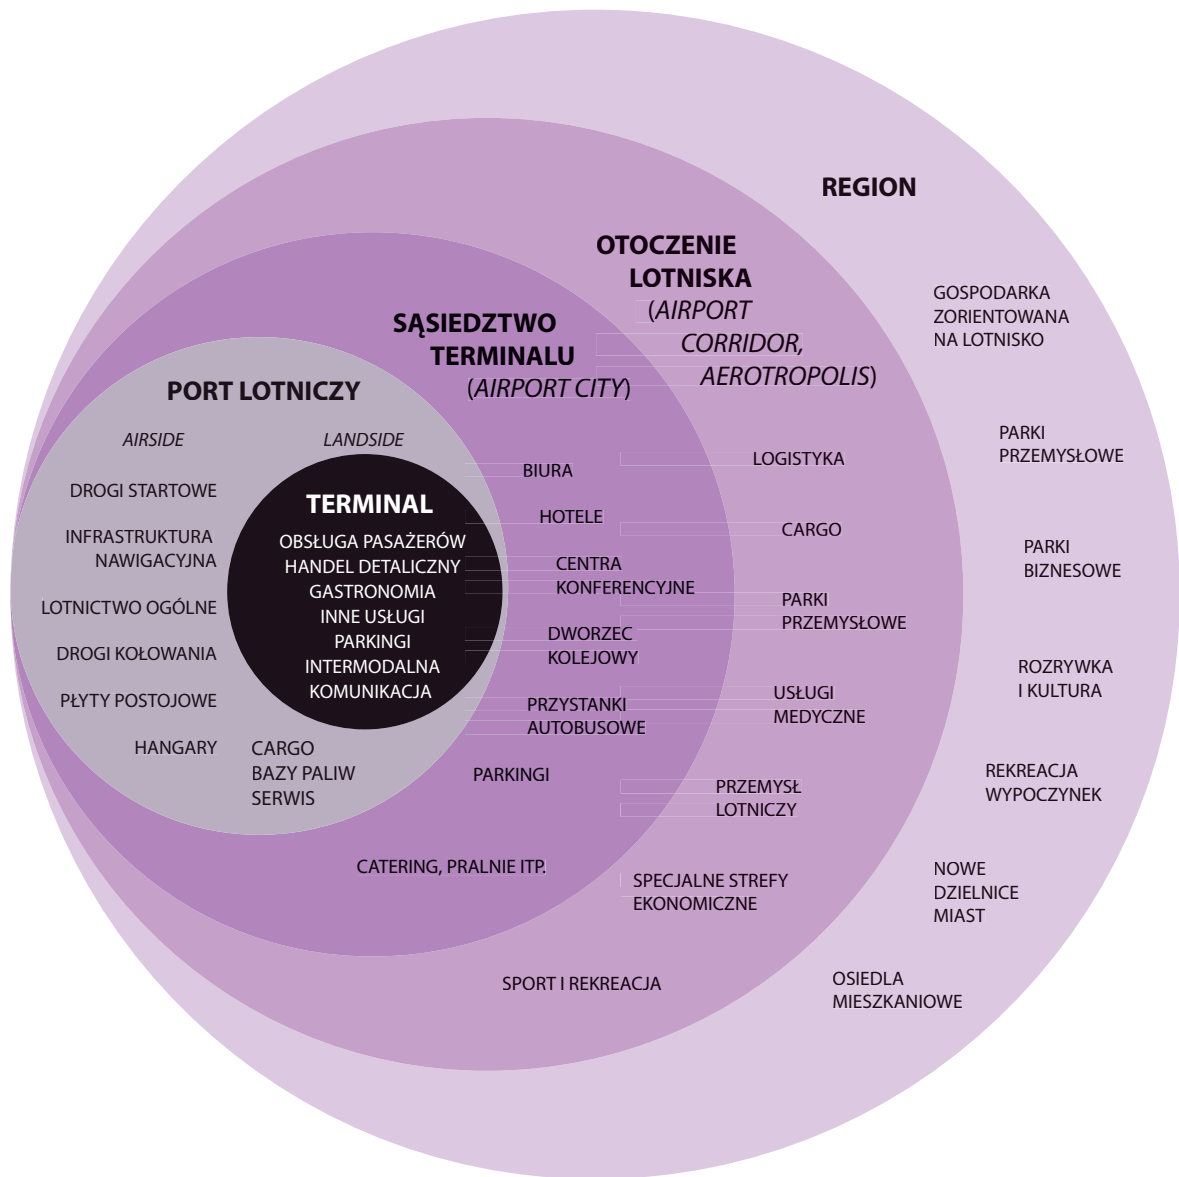 REGION
GOSPODARKA
ZORIENTOWANA
NA LOTNISKO
PARKI
PRZEMYSŁOWE
PARKI
BIZNESOWE
ROZRYWKA
I KULTURA
REKREACJA
WYPOCZYNEK
NOWE
DZIELNICE
MIAST
OSIEDLA
MIESZKANIOWE
OTOCZENIE
LOTNISKA
(AIRPORT
CORRIDOR,
AEROTROPOLIS)
LOGISTYKA
CARGO
PARKI
PRZEMYSŁOWE
USŁUGI
MEDYCZNE
PRZEMYSŁ
LOTNICZY
SPECJALNE STREFY
EKONOMICZNE
SPORT I REKREACJA
SĄSIEDZTWO
TERMINALU
(AIRPORT CITY)
BIURA
HOTELE
CENTRA
KONFERENCYJNE
DWORZEC
KOLEJOWY
PRZYSTANKI
AUTOBUSOWE
PARKINGI
CATERING, PRALNIE ITP.
PORT LOTNICZY
AIRSIDE
DROGI STARTOWE
INFRASTRUKTURA
NAWIGACYJNA
LOTNICTWO OGÓLNE
DROGI KOŁOWANIA
PŁYTY POSTOJOWE
HANGARY
LANDSIDE
CARGO
BAZY PALIW
SERWIS
TERMINAL
OBSŁUGA PASAŻERÓW
HANDEL DETALICZNY
GASTRONOMIA
INNE USŁUGI
PARKINGI
INTERMODALNA
KOMUNIKACJA